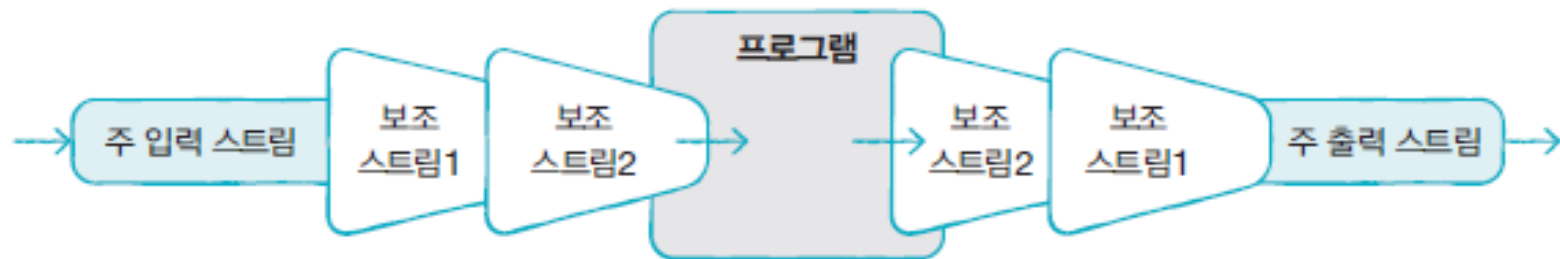 프로그램
주 입력 스트림
보조
스트림1
보조
스트림2
보조
스트림2
보조
스트림1
주 출력 스트림